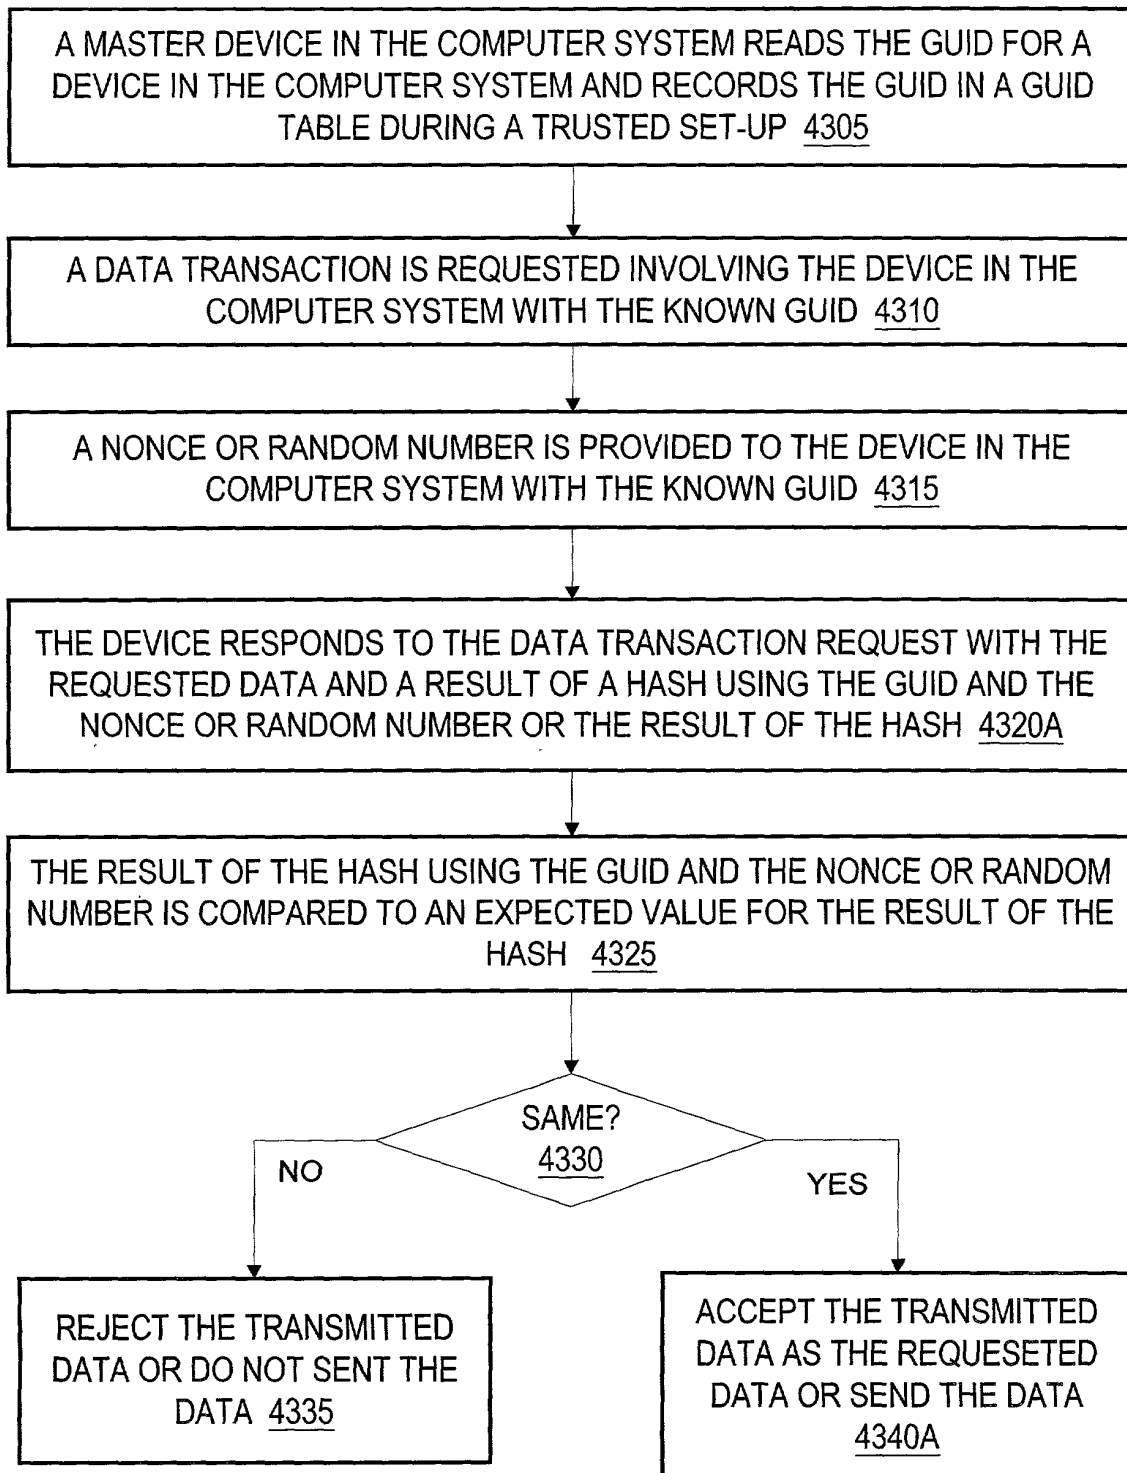 A MASTER DEVICE IN THE COMPUTER SYSTEM READS THE GUID FOR A
DEVICE IN THE COMPUTER SYSTEM AND RECORDS THE GUID IN A GUID
TABLE DURING A TRUSTED SET-UP 4305
A DATA TRANSACTION IS REQUESTED INVOLVING THE DEVICE IN THE
COMPUTER SYSTEM WITH THE KNOWN GUID 4310
A NONCE OR RANDOM NUMBER IS PROVIDED TO THE DEVICE IN THE
COMPUTER SYSTEM WITH THE KNOWN GUID 4315
THE DEVICE RESPONDS TO THE DATA TRANSACTION REQUEST WITH THE
REQUESTED DATA AND A RESULT OF A HASH USING THE GUID AND THE
NONCE OR RANDOM NUMBER OR THE RESULT OF THE HASH 4320A
THE RESULT OF THE HASH USING THE GUID AND THE NONCE OR RANDOM
NUMBER IS COMPARED TO AN EXPECTED VALUE FOR THE RESULT OF THE
HASH 4325
SAME?
4330
NO
YES
REJECT THE TRANSMITTED
DATA OR DO NOT SENT THE
DATA 4335
ACCEPT THE TRANSMITTED
DATA AS THE REQUESETED
DATA OR SEND THE DATA
4340A